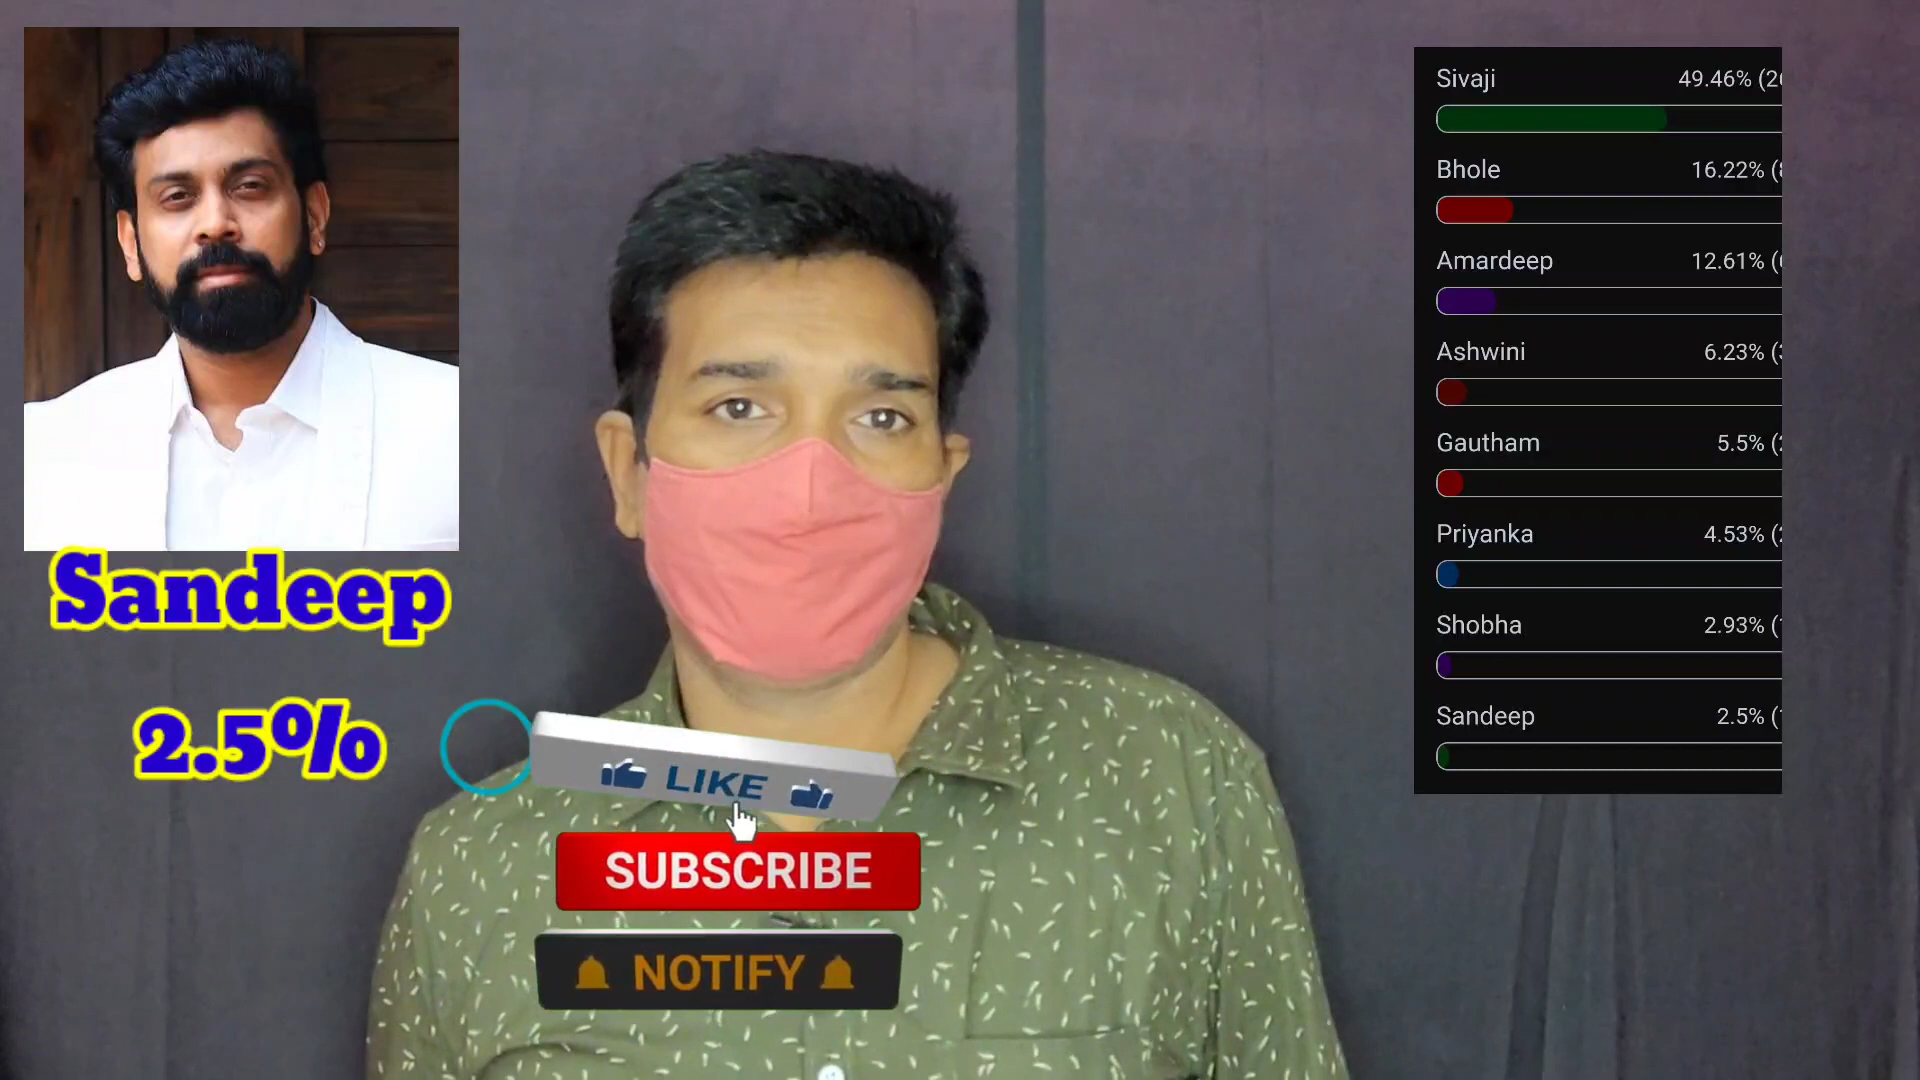 Sandeep
2.5%
LIKE
SUBSCRIBE
NOTIFY
Sivaji 49.46% (2
Bhole 16.22% (
Amardeep 12.61% (
Ashwini 6.23% (
Gautham 5.5% (
Priyanka 4.53% (
Shobha 2.93% (
Sandeep 2.5% (